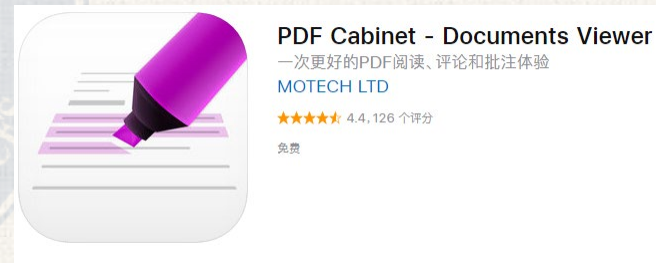 PDF Cabinet - Documents Viewer
一次更好的PDF阅读、评论和批注体验
MOTECH LTD
4.4, 126 个评分
免费